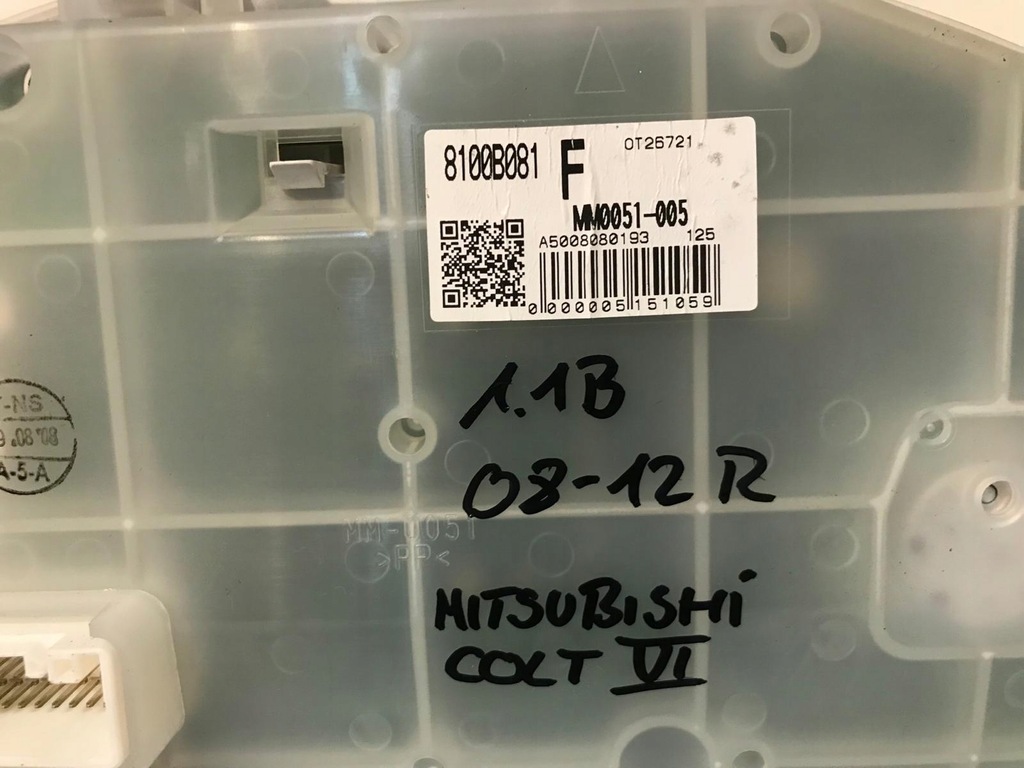 8100B081 F OT26721
MM0051-005
A5008080193 125
0000005151059
1.1B
-NS
.08'08
A-5-A
08-12 R
MM-0051
>PP<
MITSUBISHI
COLT VI